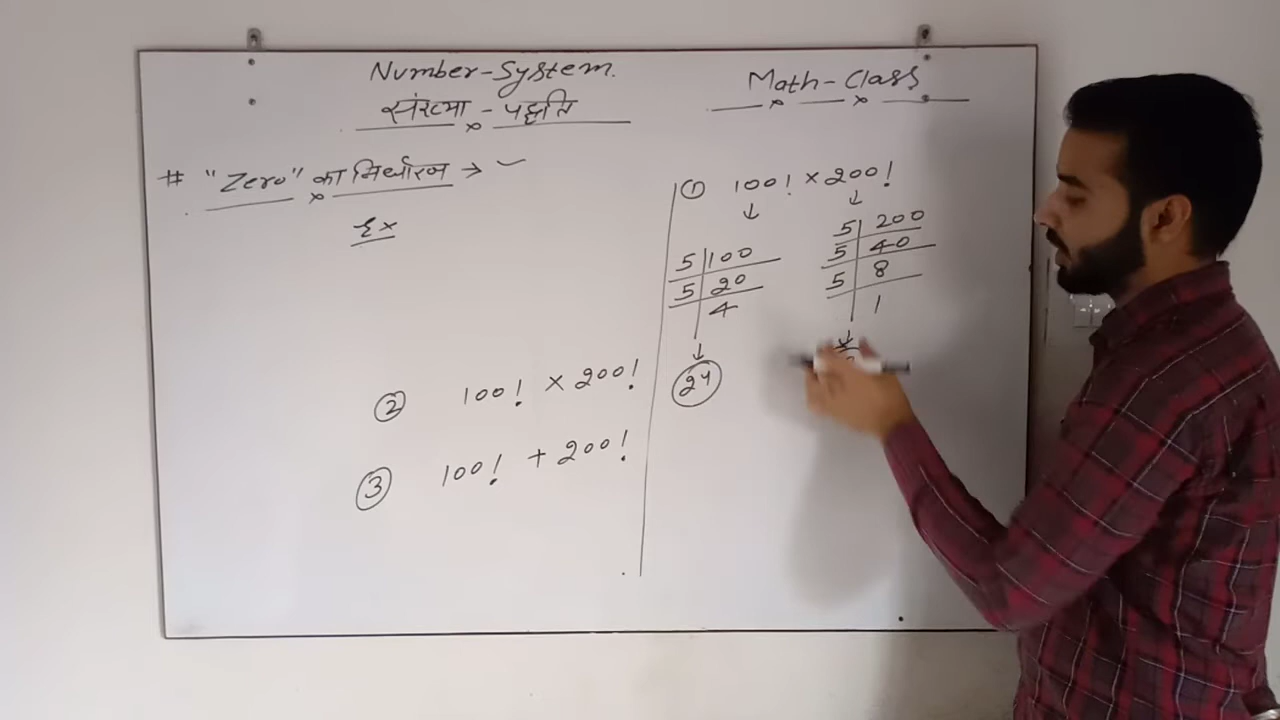 Number-System.
संख्या - पद्धति
Math-Class
# "Zero" का निर्धारण →
Ex
② 100! × 200!
③ 100! + 200!
① 100! × 200!
↓ ↓
5 | 100
5 | 20
4
↓
24
5 | 200
5 | 40
5 | 8
1
↓